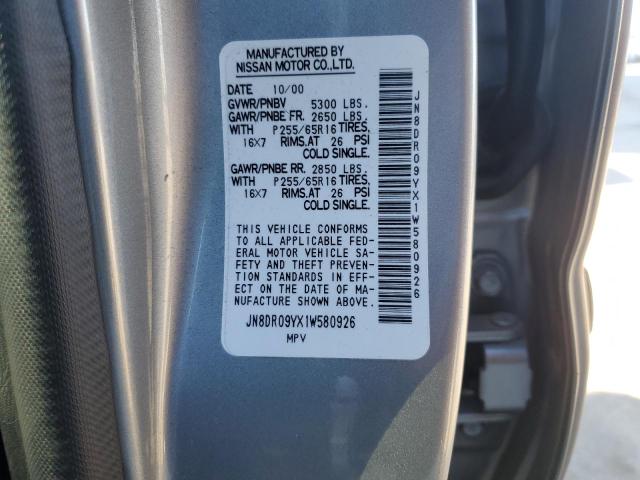 MANUFACTURED BY
NISSAN MOTOR CO.,LTD.
DATE 10/00
GVWR/PNBV 5300 LBS.
GAWR/PNBE FR. 2650 LBS.
WITH P255/65R16 TIRES.
16X7 RIMS.AT 26 PSI
COLD SINGLE.
GAWR/PNBE RR. 2850 LBS.
WITH P255/65R16 TIRES.
16X7 RIMS.AT 26 PSI
COLD SINGLE.
THIS VEHICLE CONFORMS
TO ALL APPLICABLE FED-
ERAL MOTOR VEHICLE SA-
FETY AND THEFT PREVEN-
TION STANDARDS IN EFFECT
ON THE DATE OF MA-
NUFACTURE SHOWN ABOVE.
JN8DR09YX1W580926
MPV
JN8DR09YX1W580926